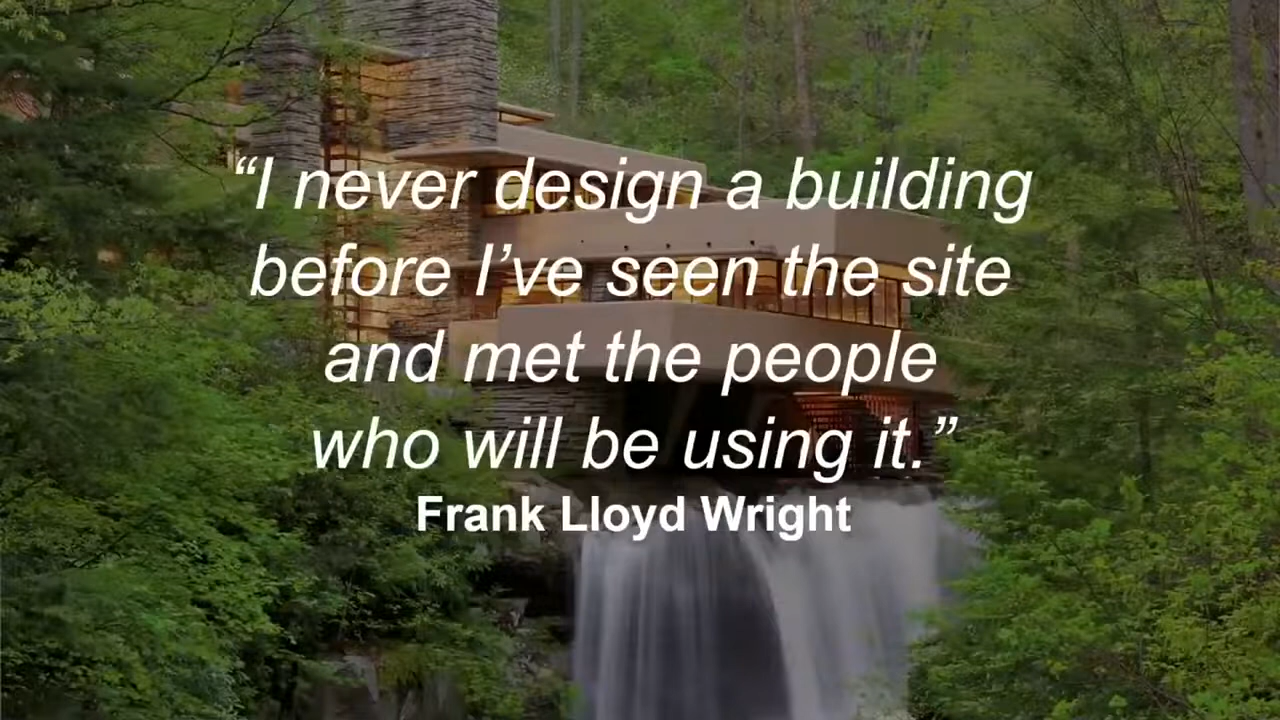 “I never design a building
before I’ve seen the site
and met the people
who will be using it.”
Frank Lloyd Wright